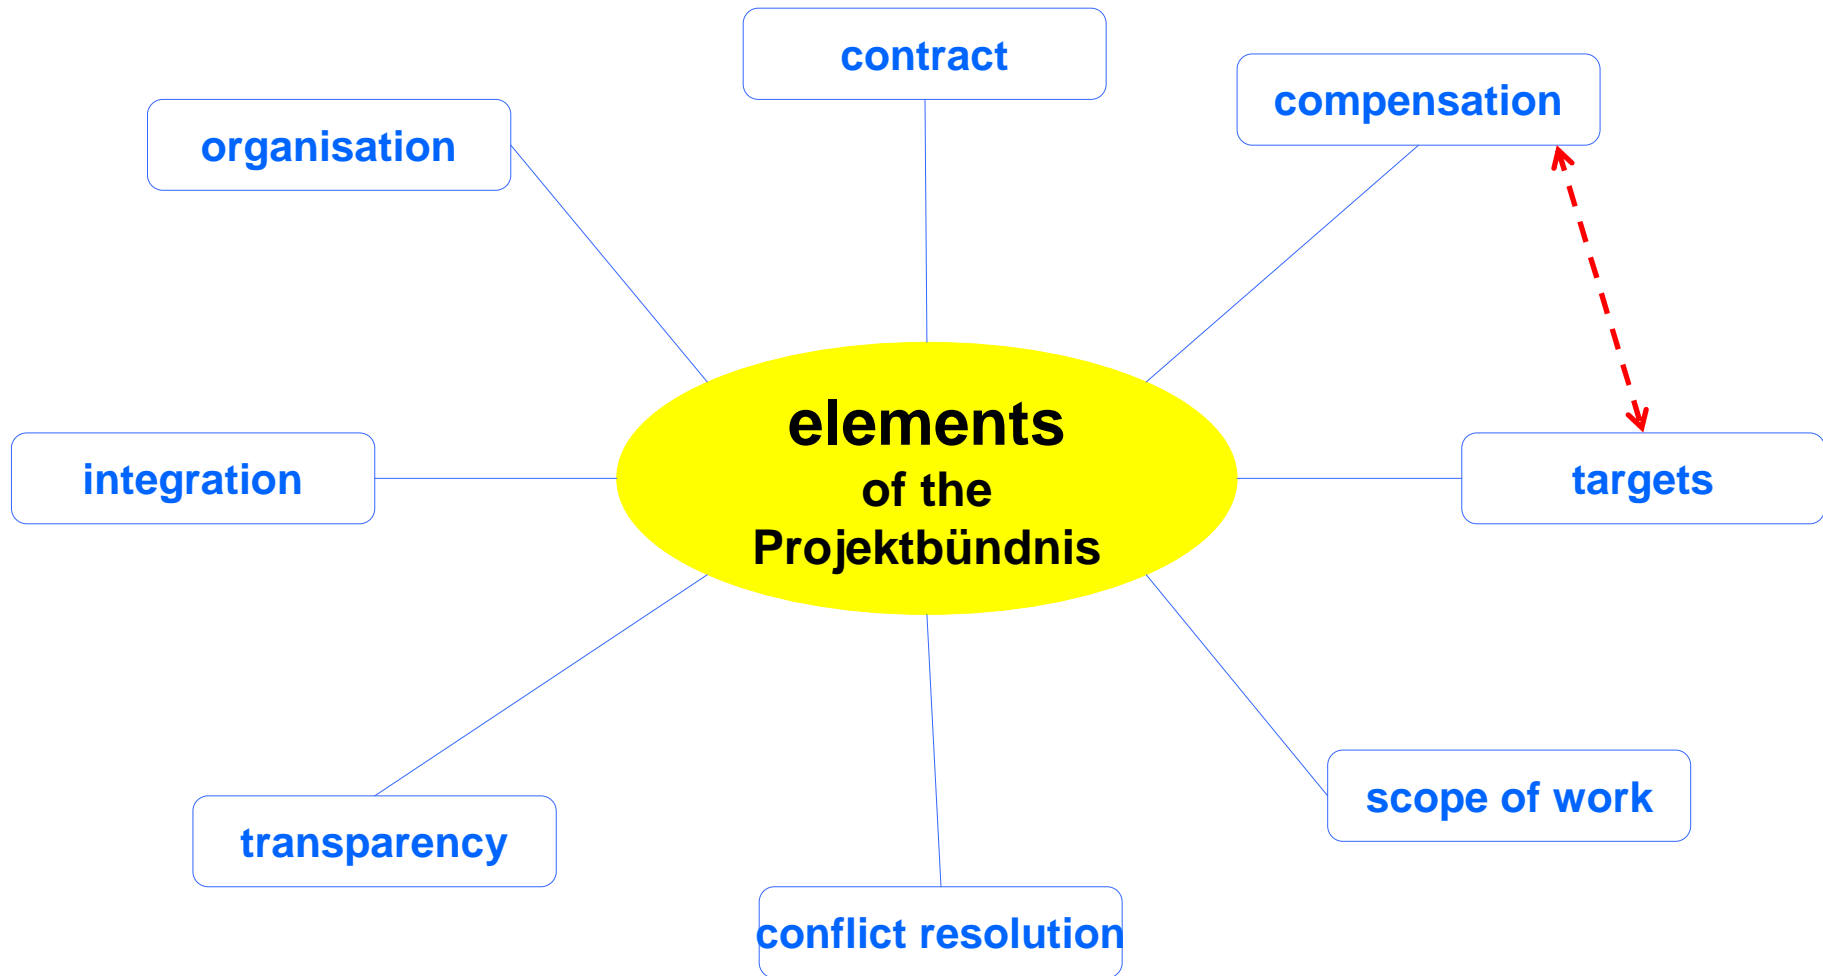 contract
compensation
organisation
elements
of the
Projektbündnis
integration
targets
scope of work
transparency
conflict resolution